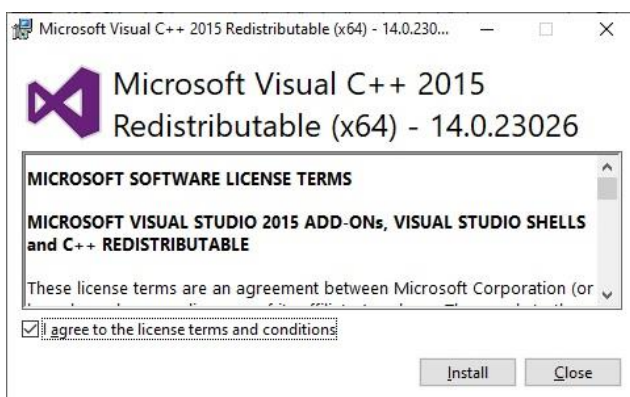 Microsoft Visual C++ 2015 Redistributable (x64) - 14.0.230...
Microsoft Visual C++ 2015
Redistributable (x64) - 14.0.23026
MICROSOFT SOFTWARE LICENSE TERMS
MICROSOFT VISUAL STUDIO 2015 ADD-ONs, VISUAL STUDIO SHELLS
and C++ REDISTRIBUTABLE
These license terms are an agreement between Microsoft Corporation (or
I agree to the license terms and conditions
Install
Close